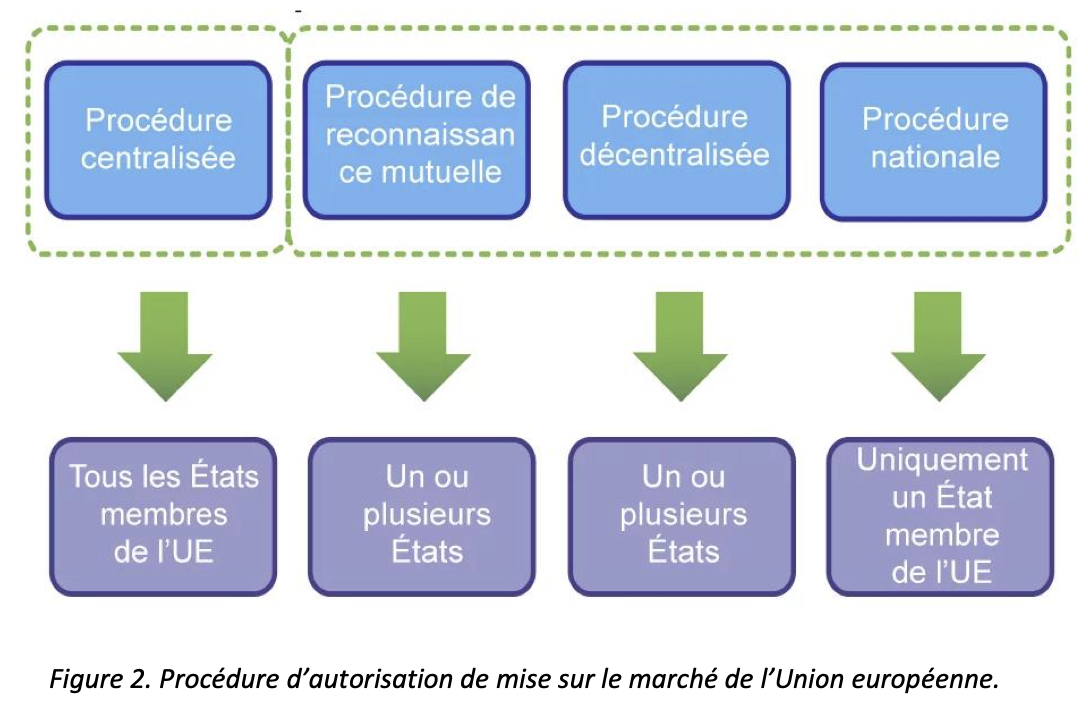 -
Procédure
centralisée
Procédure de
reconnaissan
ce mutuelle
Procédure
décentralisée
Procédure
nationale
Tous les États
membres
de l’UE
Un ou
plusieurs
États
Un ou
plusieurs
États
Uniquement
un État
membre
de l’UE
Figure 2. Procédure d’autorisation de mise sur le marché de l’Union européenne.